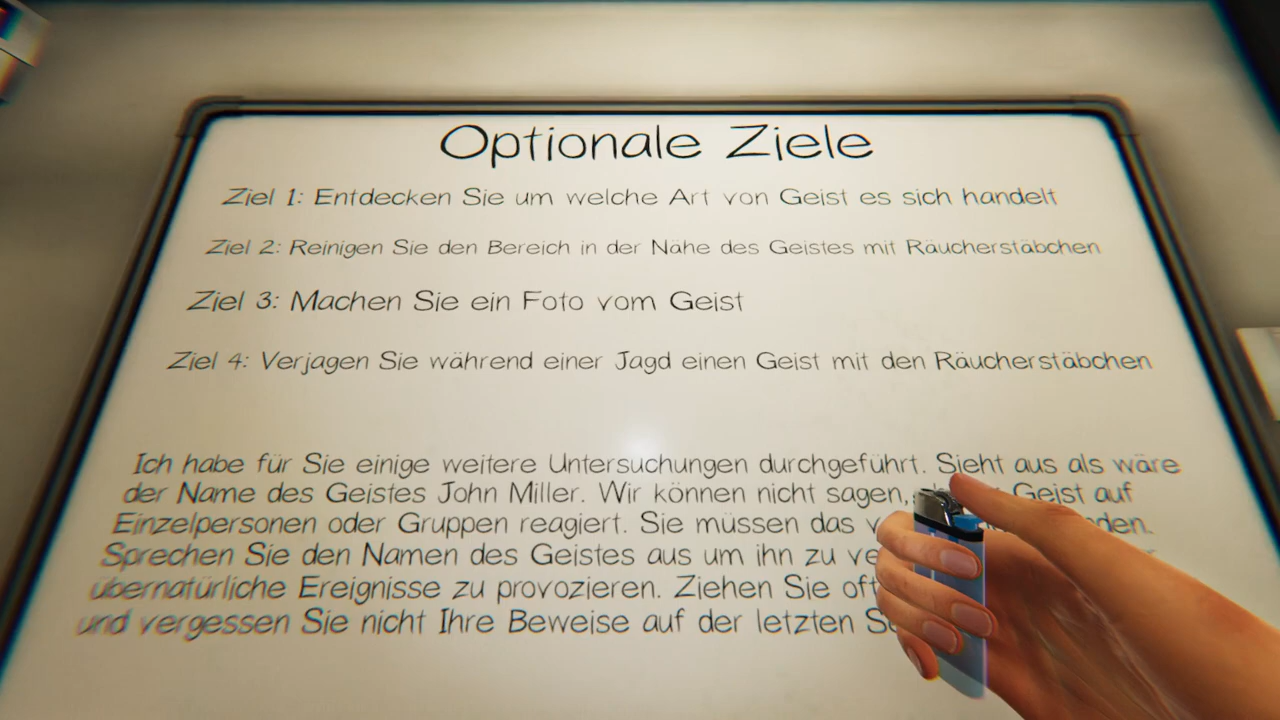 Optionale Ziele
Ziel 1: Entdecken Sie um welche Art von Geist es sich handelt
Ziel 2: Reinigen Sie den Bereich in der Nähe des Geistes mit Räucherstäbchen
Ziel 3: Machen Sie ein Foto vom Geist
Ziel 4: Verjagen Sie während einer Jagd einen Geist mit den Räucherstäbchen
Ich habe für Sie einige weitere Untersuchungen durchgeführt. Sieht aus als wäre
der Name des Geistes John Miller. Wir können nicht sagen, Geist auf
Einzelpersonen oder Gruppen reagiert. Sie müssen das
Sprechen Sie den Namen des Geistes aus um ihn zu
übernatürliche Ereignisse zu provozieren. Ziehen Sie
und vergessen Sie nicht Ihre Beweise auf der letzten